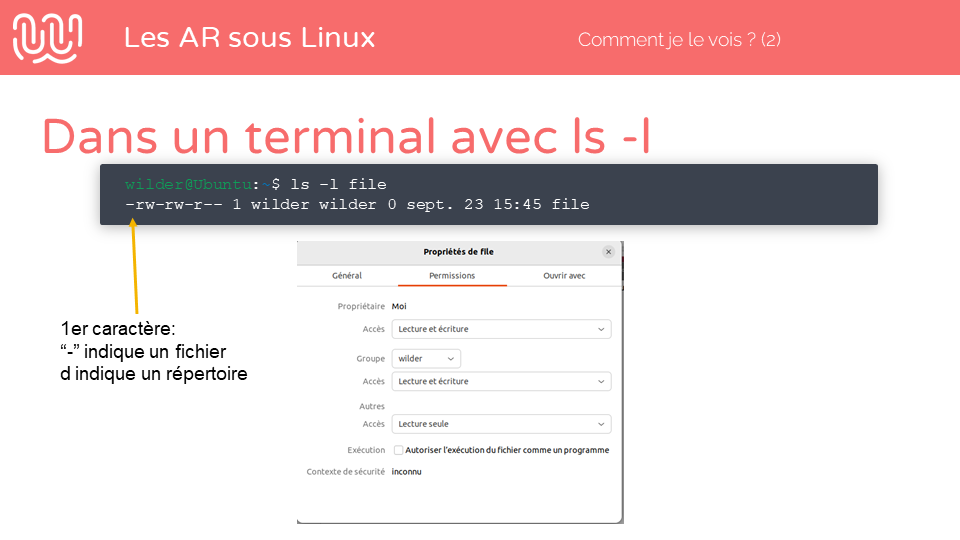 Les AR sous Linux
Comment je le vois ? (2)
Dans un terminal avec ls -l
wilder@Ubuntu:~$ ls -l file
-rw-rw-r-- 1 wilder wilder 0 sept. 23 15:45 file
Propriétés de file
Général Permissions Ouvrir avec
Propriétaire Moi
Accès Lecture et écriture
Groupe wilder
Accès Lecture et écriture
Autres
Accès Lecture seule
Exécution Autoriser l'exécution du fichier comme un programme
Contexte de sécurité inconnu
1er caractère:
“-” indique un fichier
d indique un répertoire